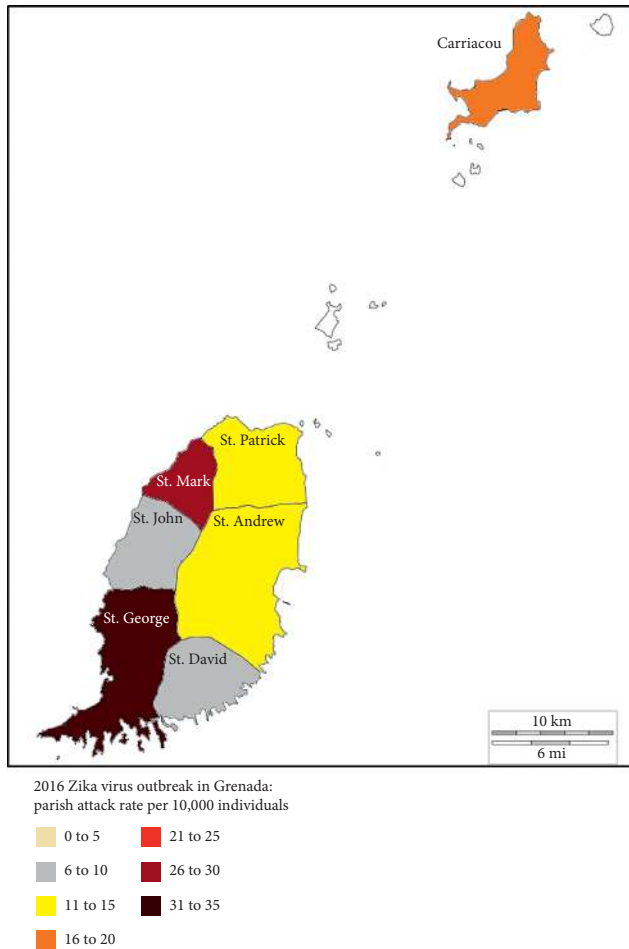 Carriacou
St. Patrick
St. Mark
St. John
St. Andrew
St. George
St. David
10 km
6 mi
2016 Zika virus outbreak in Grenada:
parish attack rate per 10,000 individuals
0 to 5
6 to 10
11 to 15
16 to 20
21 to 25
26 to 30
31 to 35